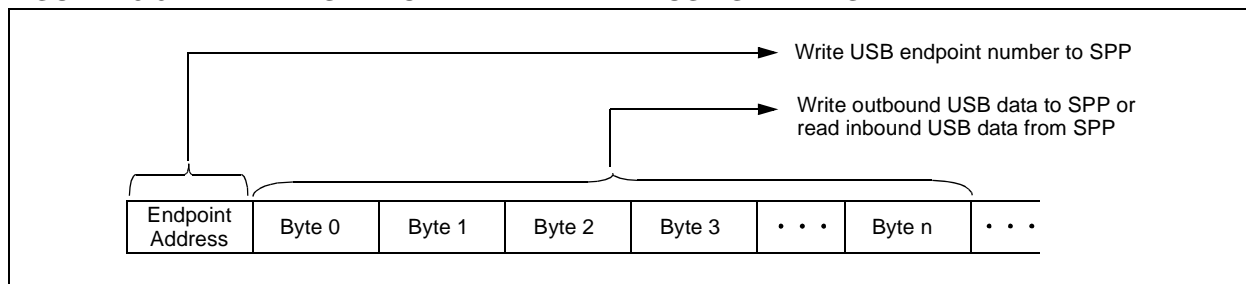 Write USB endpoint number to SPP
Write outbound USB data to SPP or
read inbound USB data from SPP
Endpoint
Address
Byte 0
Byte 1
Byte 2
Byte 3
• • •
Byte n
• • •